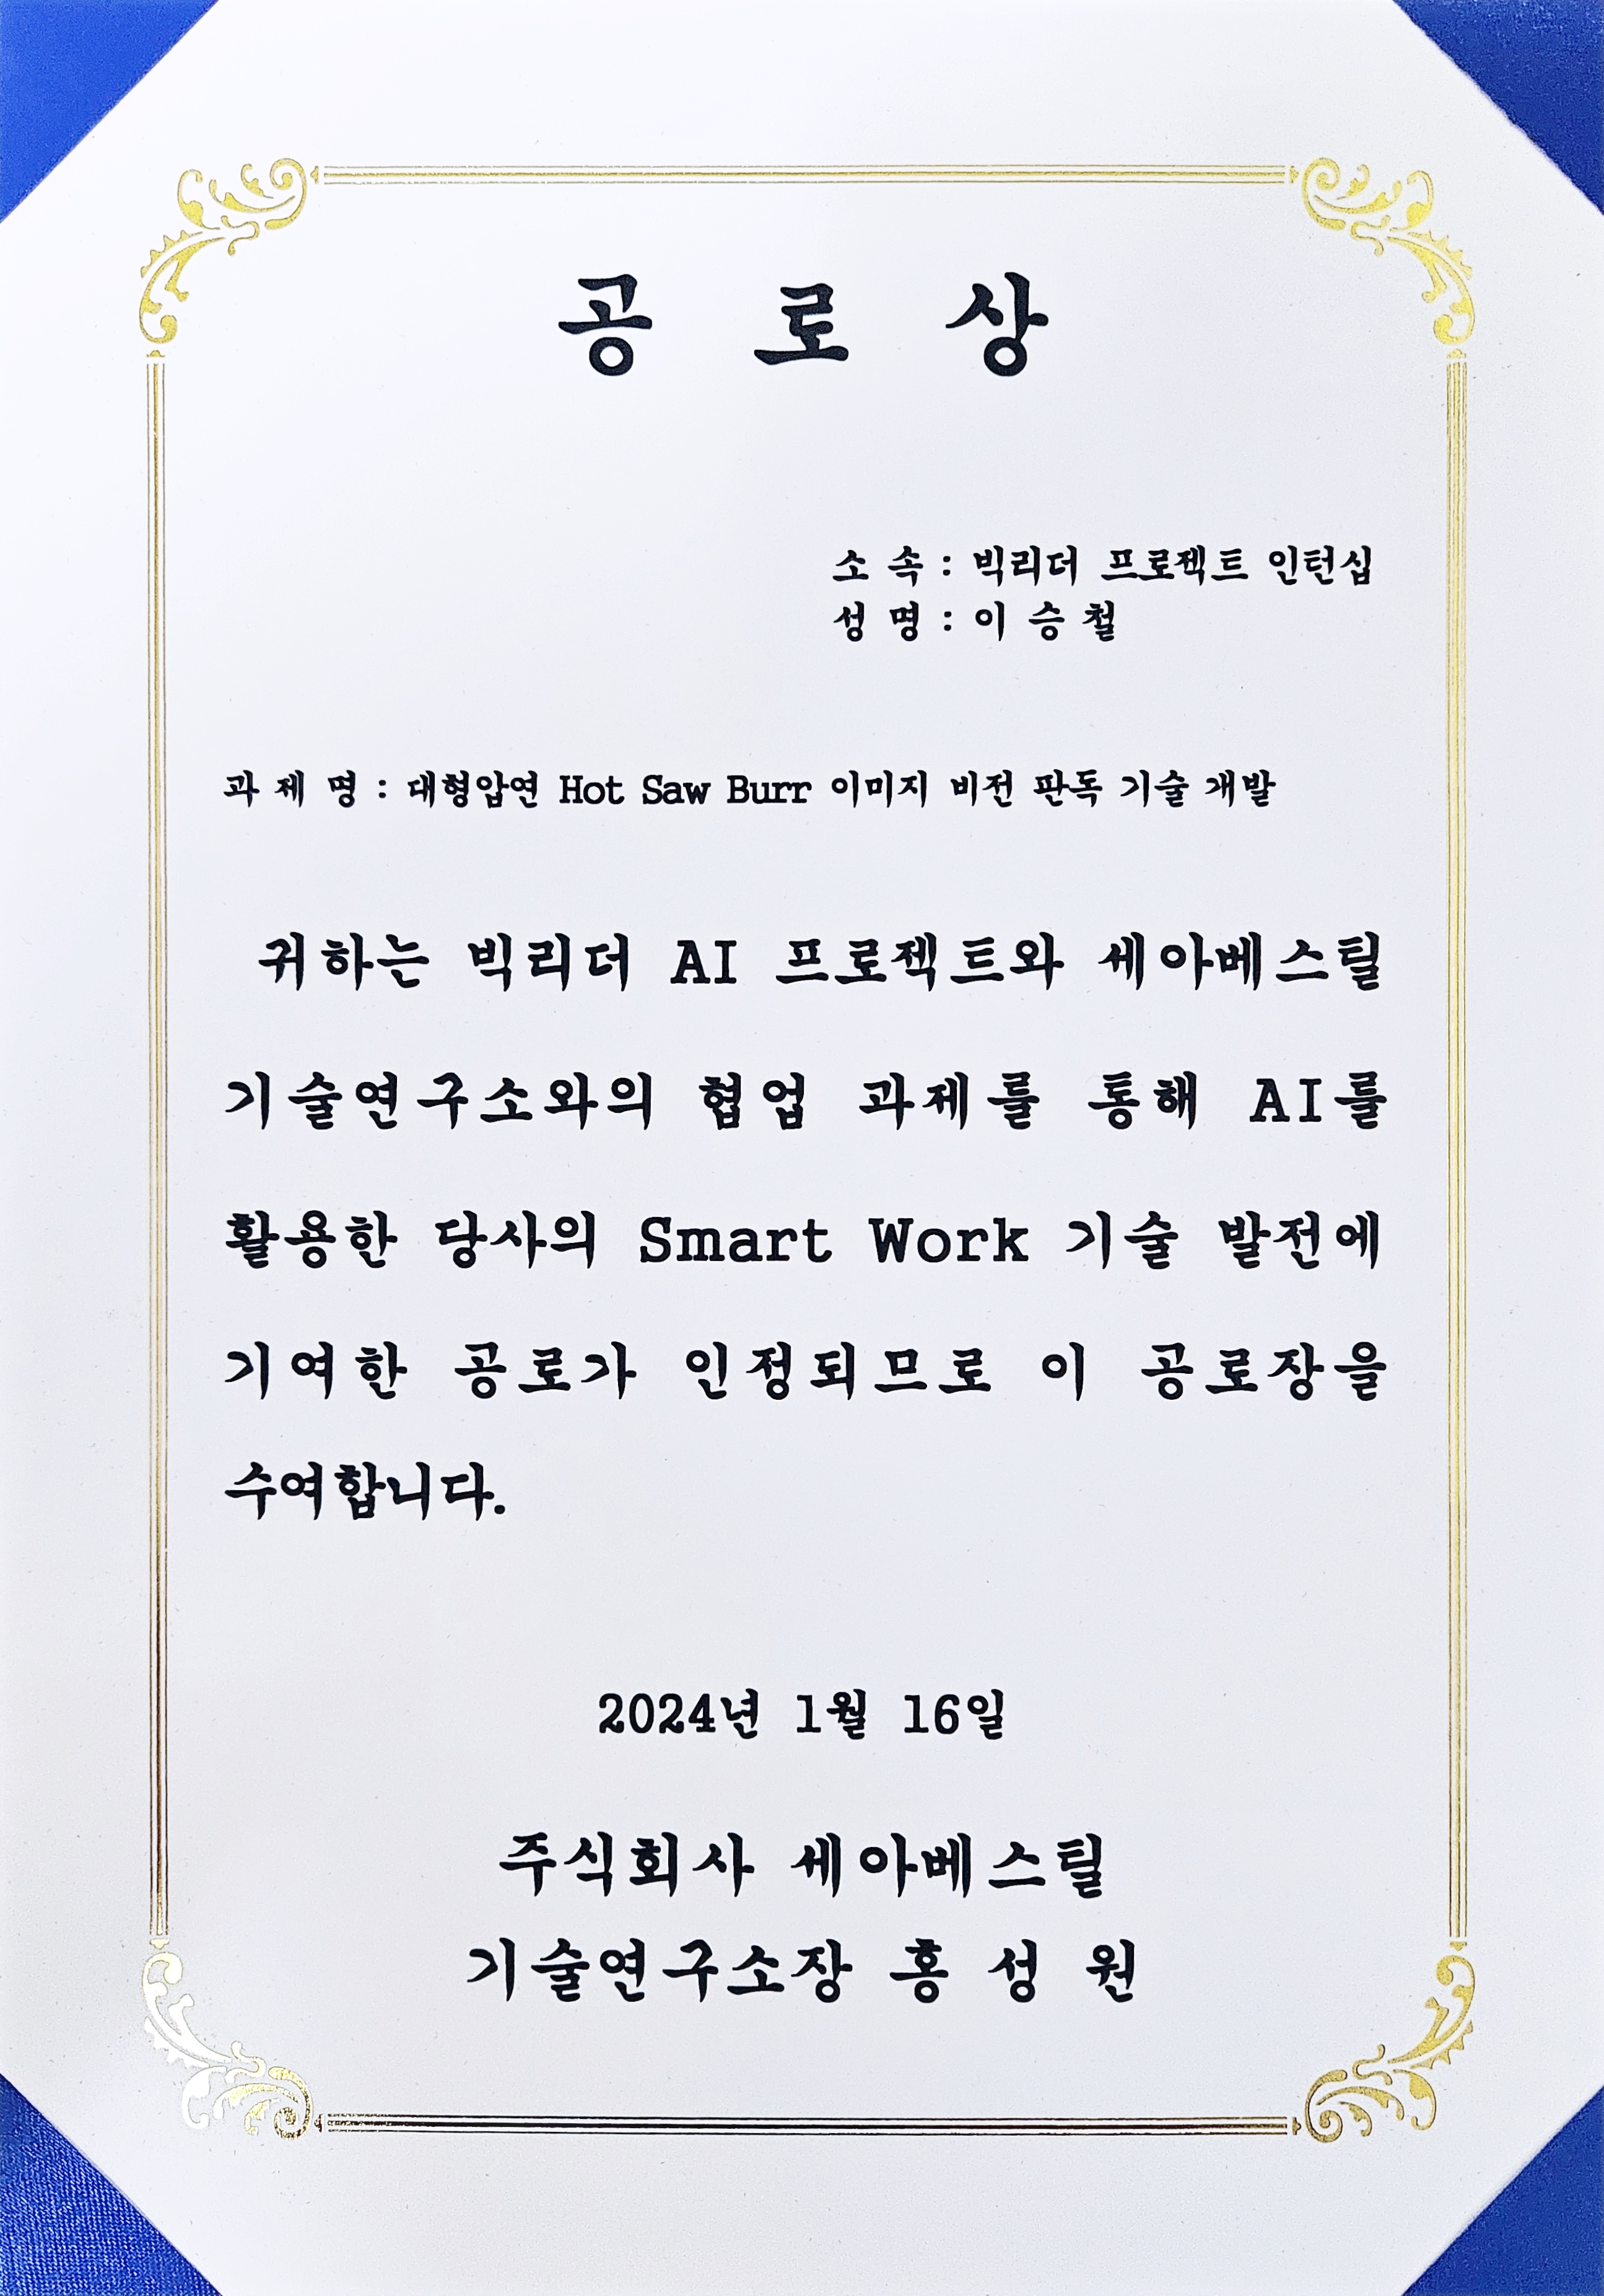 공 로 상
소 속 : 빅리더 프로젝트 인턴십
성 명 : 이 승 철
과 제 명 : 대형압연 Hot Saw Burr 이미지 비전 판독 기술 개발
귀하는 빅리더 AI 프로젝트와 세아베스틸
기술연구소와의 협업 과제를 통해 AI를
활용한 당사의 Smart Work 기술 발전에
기여한 공로가 인정되므로 이 공로장을
수여합니다.
2024년 1월 16일
주식회사 세아베스틸
기술연구소장 홍 성 원